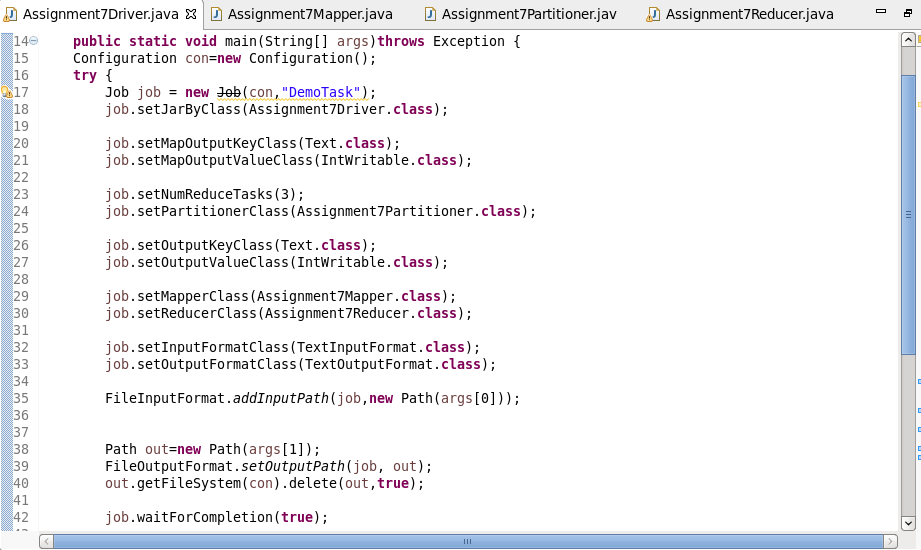 Assignment7Driver.java Assignment7Mapper.java Assignment7Partitioner.jav Assignment7Reducer.java
14 public static void main(String[] args)throws Exception {
15 Configuration con=new Configuration();
16 try {
17 Job job = new Job(con,"DemoTask");
18 job.setJarByClass(Assignment7Driver.class);
19
20 job.setMapOutputKeyClass(Text.class);
21 job.setMapOutputValueClass(IntWritable.class);
22
23 job.setNumReduceTasks(3);
24 job.setPartitionerClass(Assignment7Partitioner.class);
25
26 job.setOutputKeyClass(Text.class);
27 job.setOutputValueClass(IntWritable.class);
28
29 job.setMapperClass(Assignment7Mapper.class);
30 job.setReducerClass(Assignment7Reducer.class);
31
32 job.setInputFormatClass(TextInputFormat.class);
33 job.setOutputFormatClass(TextOutputFormat.class);
34
35 FileInputFormat.addInputPath(job,new Path(args[0]));
36
37
38 Path out=new Path(args[1]);
39 FileOutputFormat.setOutputPath(job, out);
40 out.getFileSystem(con).delete(out,true);
41
42 job.waitForCompletion(true);